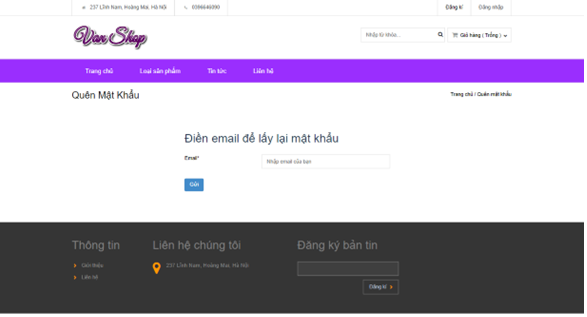 237 Lĩnh Nam, Hoàng Mai, Hà Nội
Đăng kí
Đăng nhập
Van Shop
Nhập từ khóa...
Giỏ hàng ( Trống )
Trang chủ
Loại sản phẩm
Tin tức
Liên hệ
Quên Mật Khẩu
Trang chủ / Quên mật khẩu
Điền email để lấy lại mật khẩu
Email*
Nhập email của bạn
Gửi
Thông tin
Giới thiệu
Liên hệ
Liên hệ chúng tôi
237 Lĩnh Nam, Hoàng Mai, Hà Nội
Đăng ký bản tin
Đăng kí